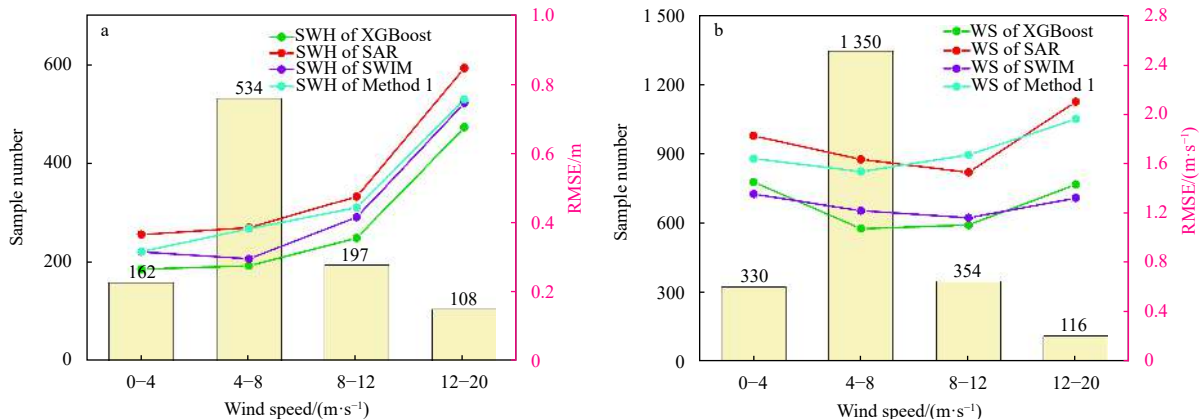 a
SWH of XGBoost
SWH of SAR
SWH of SWIM
SWH of Method 1
Sample number
600
400
200
0
534
162
197
108
1.0
0.8
0.6
0.4
0.2
0
RMSE/m
0−4
4−8
8−12
12−20
Wind speed/(m·s⁻¹)
b
WS of XGBoost
WS of SAR
WS of SWIM
WS of Method 1
Sample number
1 500
1 200
900
600
300
0
1 350
330
354
116
2.8
2.4
2.0
1.6
1.2
0.8
0.4
0
RMSE/(m·s⁻¹)
0−4
4−8
8−12
12−20
Wind speed/(m·s⁻¹)